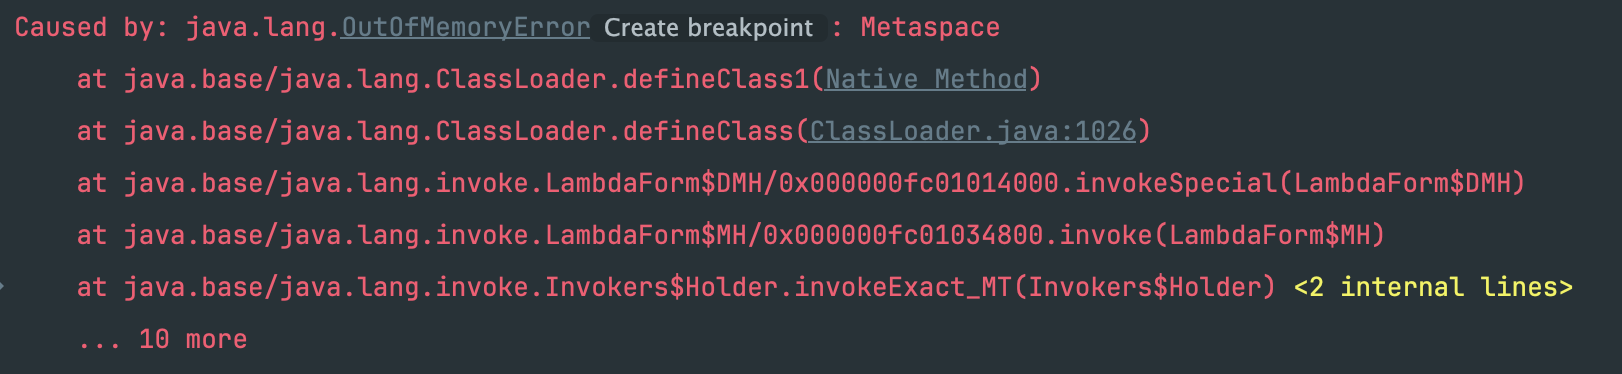 Caused by: java.lang.OutOfMemoryError Create breakpoint : Metaspace
at java.base/java.lang.ClassLoader.defineClass1(Native Method)
at java.base/java.lang.ClassLoader.defineClass(ClassLoader.java:1026)
at java.base/java.lang.invoke.LambdaForm$DMH/0x000000fc01014000.invokeSpecial(LambdaForm$DMH)
at java.base/java.lang.invoke.LambdaForm$MH/0x000000fc01034800.invoke(LambdaForm$MH)
at java.base/java.lang.invoke.Invokers$Holder.invokeExact_MT(Invokers$Holder) <2 internal lines>
... 10 more